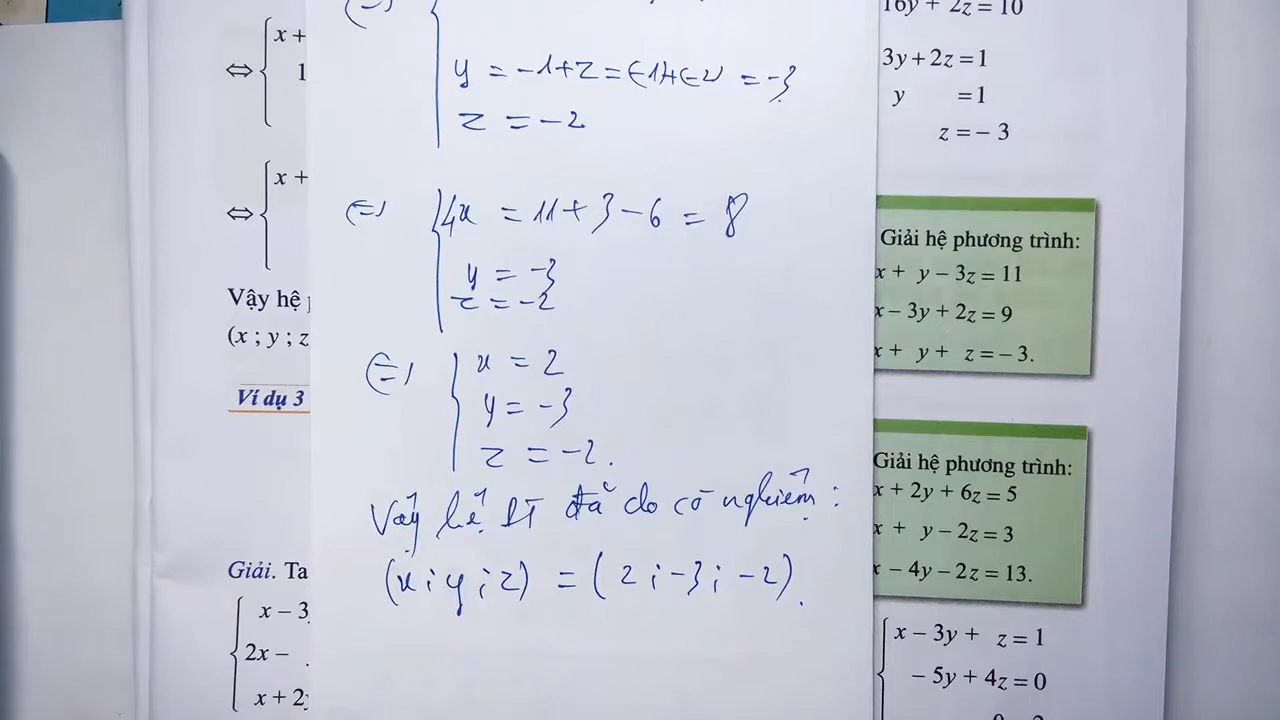 16y + 2z = 10
⇔ { x +
1
3y + 2z = 1
y = 1
z = – 3
⇔ { x +
Vậy hệ
(x ; y ; z
Ví dụ 3
Giải. Ta
x – 3
2x –
x + 2
y = -1+z = (-1)+(-2) = -3
z = -2
(=) { 4x = 11 + 3 - 6 = 8
y = -3
z = -2
(=) { x = 2
y = -3
z = -2.
Vậy hệ PT đã cho có nghiệm :
(x ; y ; z) = ( 2 ; -3 ; -2).
Giải hệ phương trình:
x + y – 3z = 11
x – 3y + 2z = 9
x + y + z = – 3.
Giải hệ phương trình:
x + 2y + 6z = 5
x + y – 2z = 3
x – 4y – 2z = 13.
x – 3y + z = 1
– 5y + 4z = 0